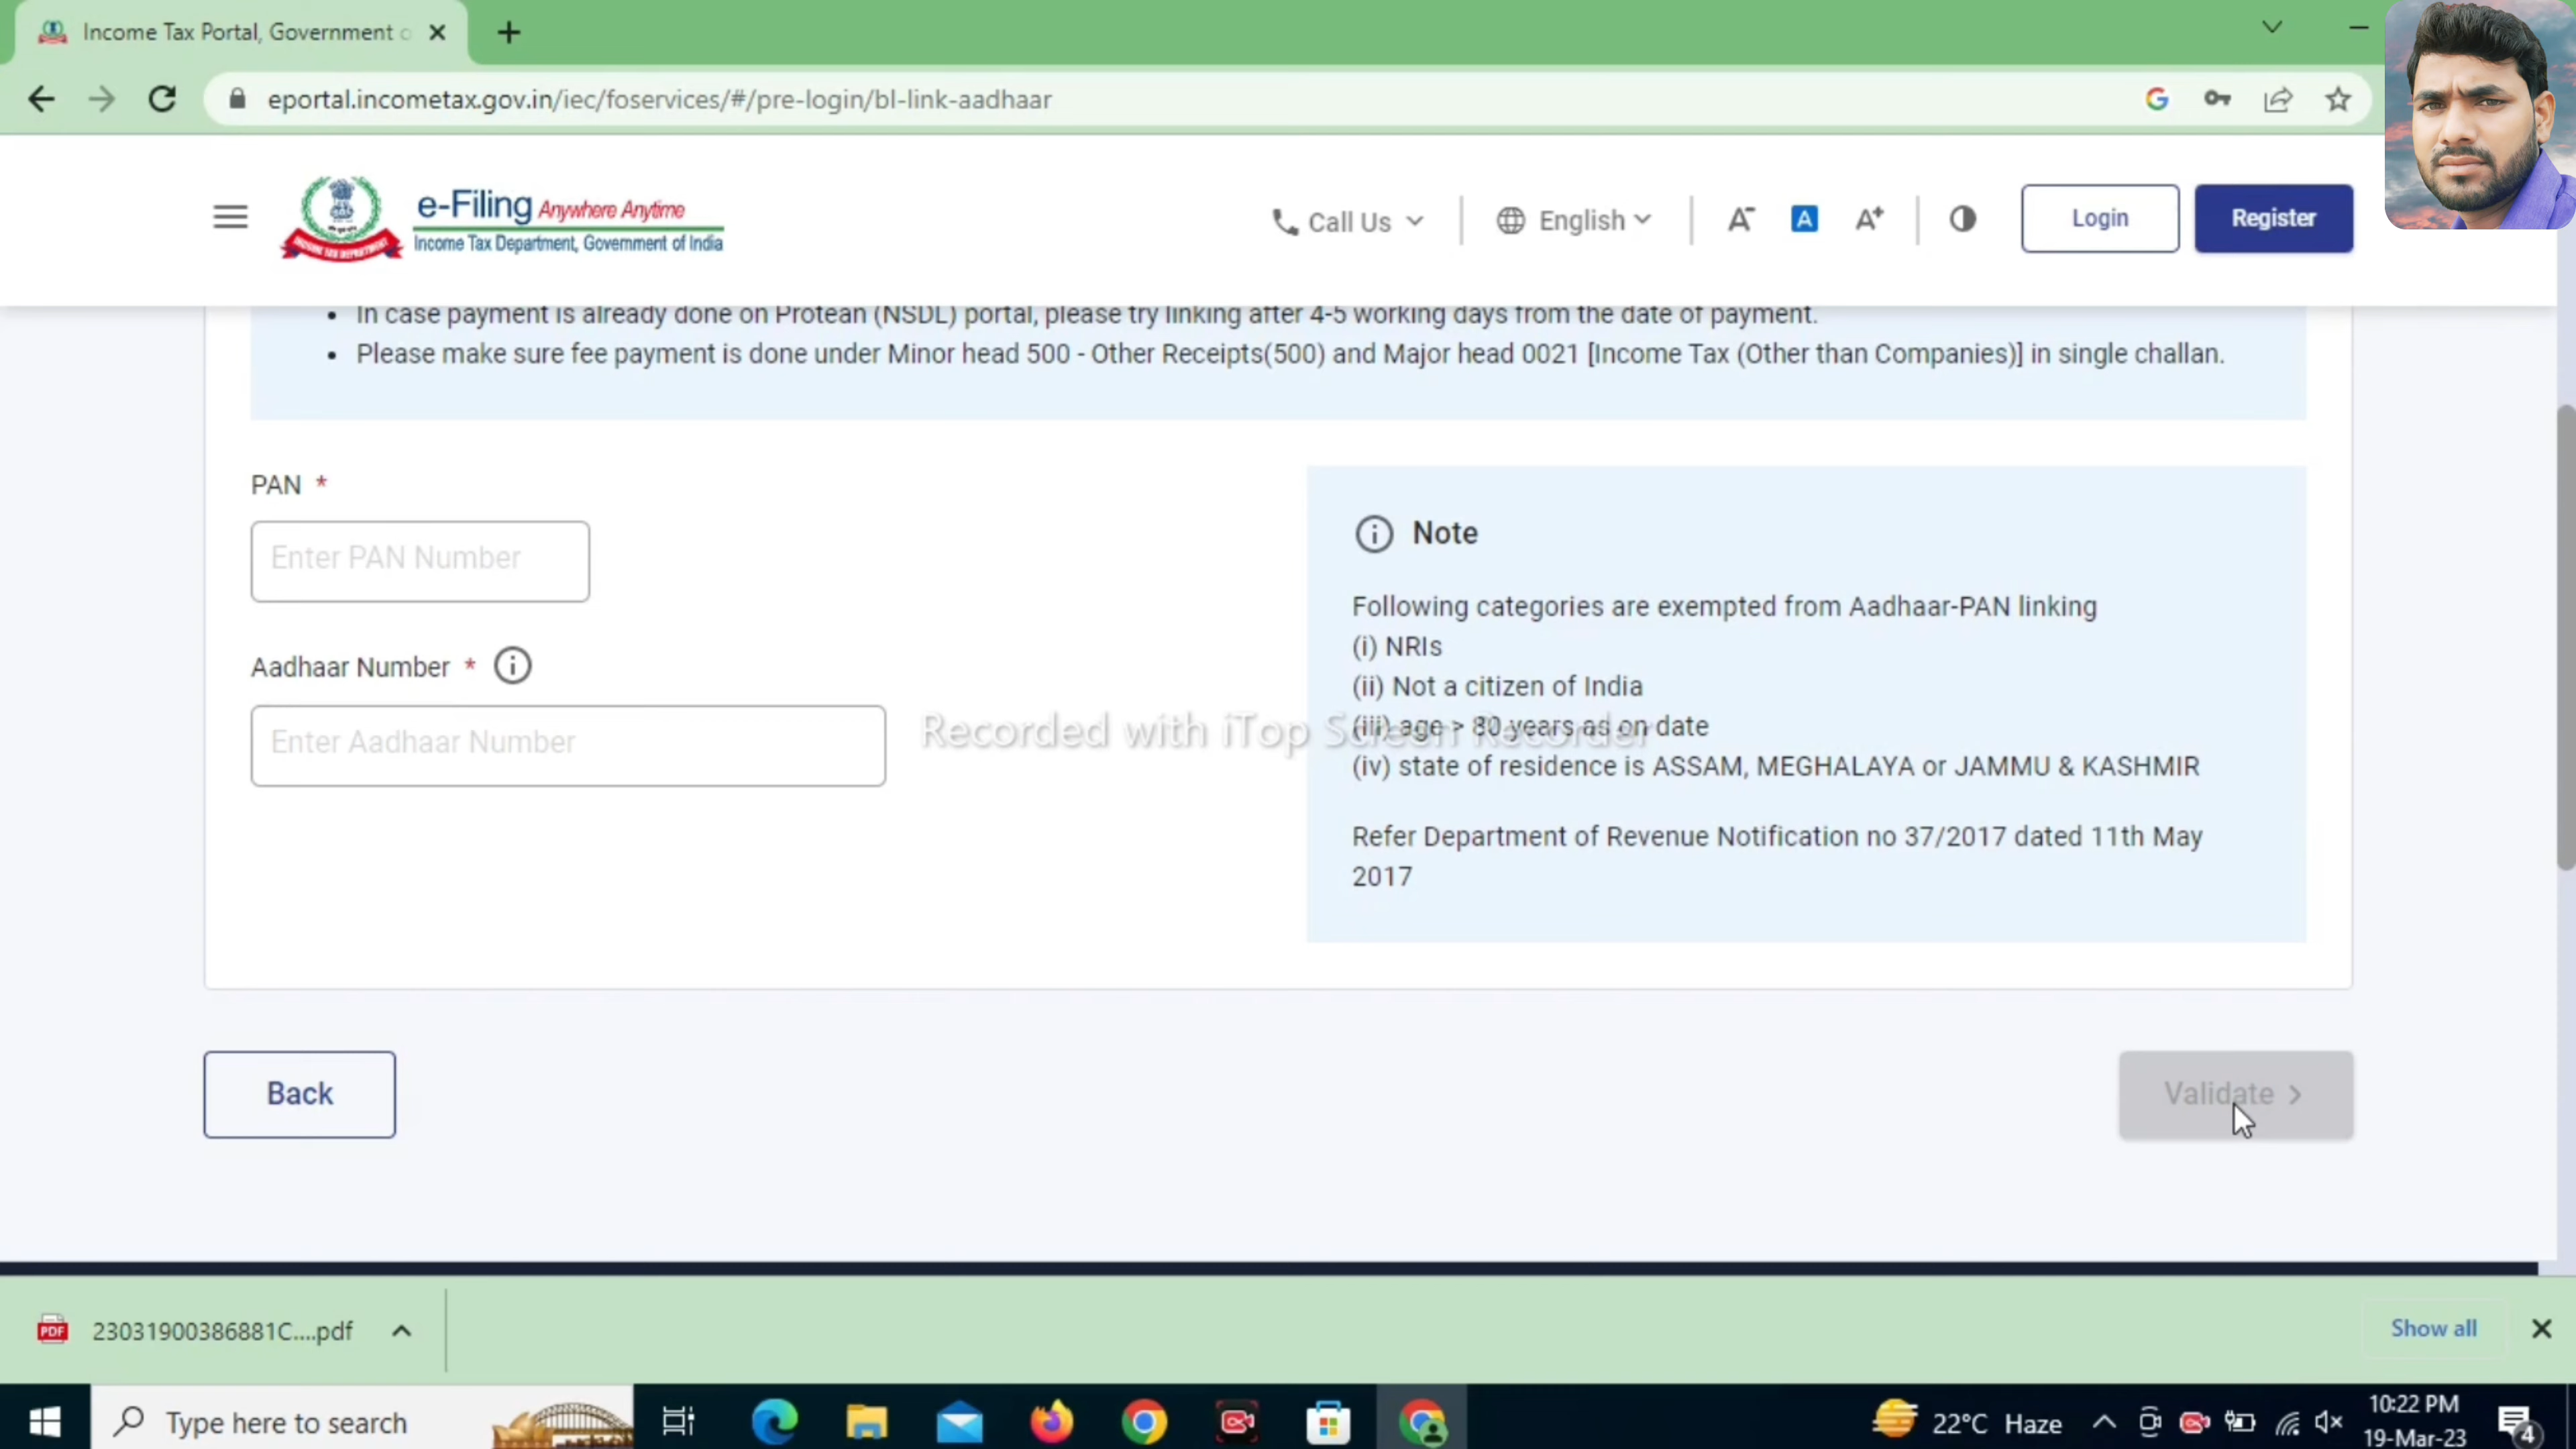 Income Tax Portal, Government o
eportal.incometax.gov.in/iec/foservices/#/pre-login/bl-link-aadhaar
e-Filing Anywhere Anytime
Income Tax Department, Government of India
INCOME TAX DEPARTMENT
Call Us
English
A-
A
A+
Login
Register
In case payment is already done on Protean (NSDL) portal, please try linking after 4-5 working days from the date of payment.
Please make sure fee payment is done under Minor head 500 - Other Receipts(500) and Major head 0021 [Income Tax (Other than Companies)] in single challan.
PAN *
Enter PAN Number
Aadhaar Number *
Enter Aadhaar Number
Note
Following categories are exempted from Aadhaar-PAN linking
(i) NRIs
(ii) Not a citizen of India
(iii) age > 80 years as on date
(iv) state of residence is ASSAM, MEGHALAYA or JAMMU & KASHMIR
Refer Department of Revenue Notification no 37/2017 dated 11th May
2017
Recorded with iTop Screen Recorder
Back
Validate >
PDF
23031900386881C....pdf
Show all
Type here to search
22°C Haze
10:22 PM
19-Mar-23
4